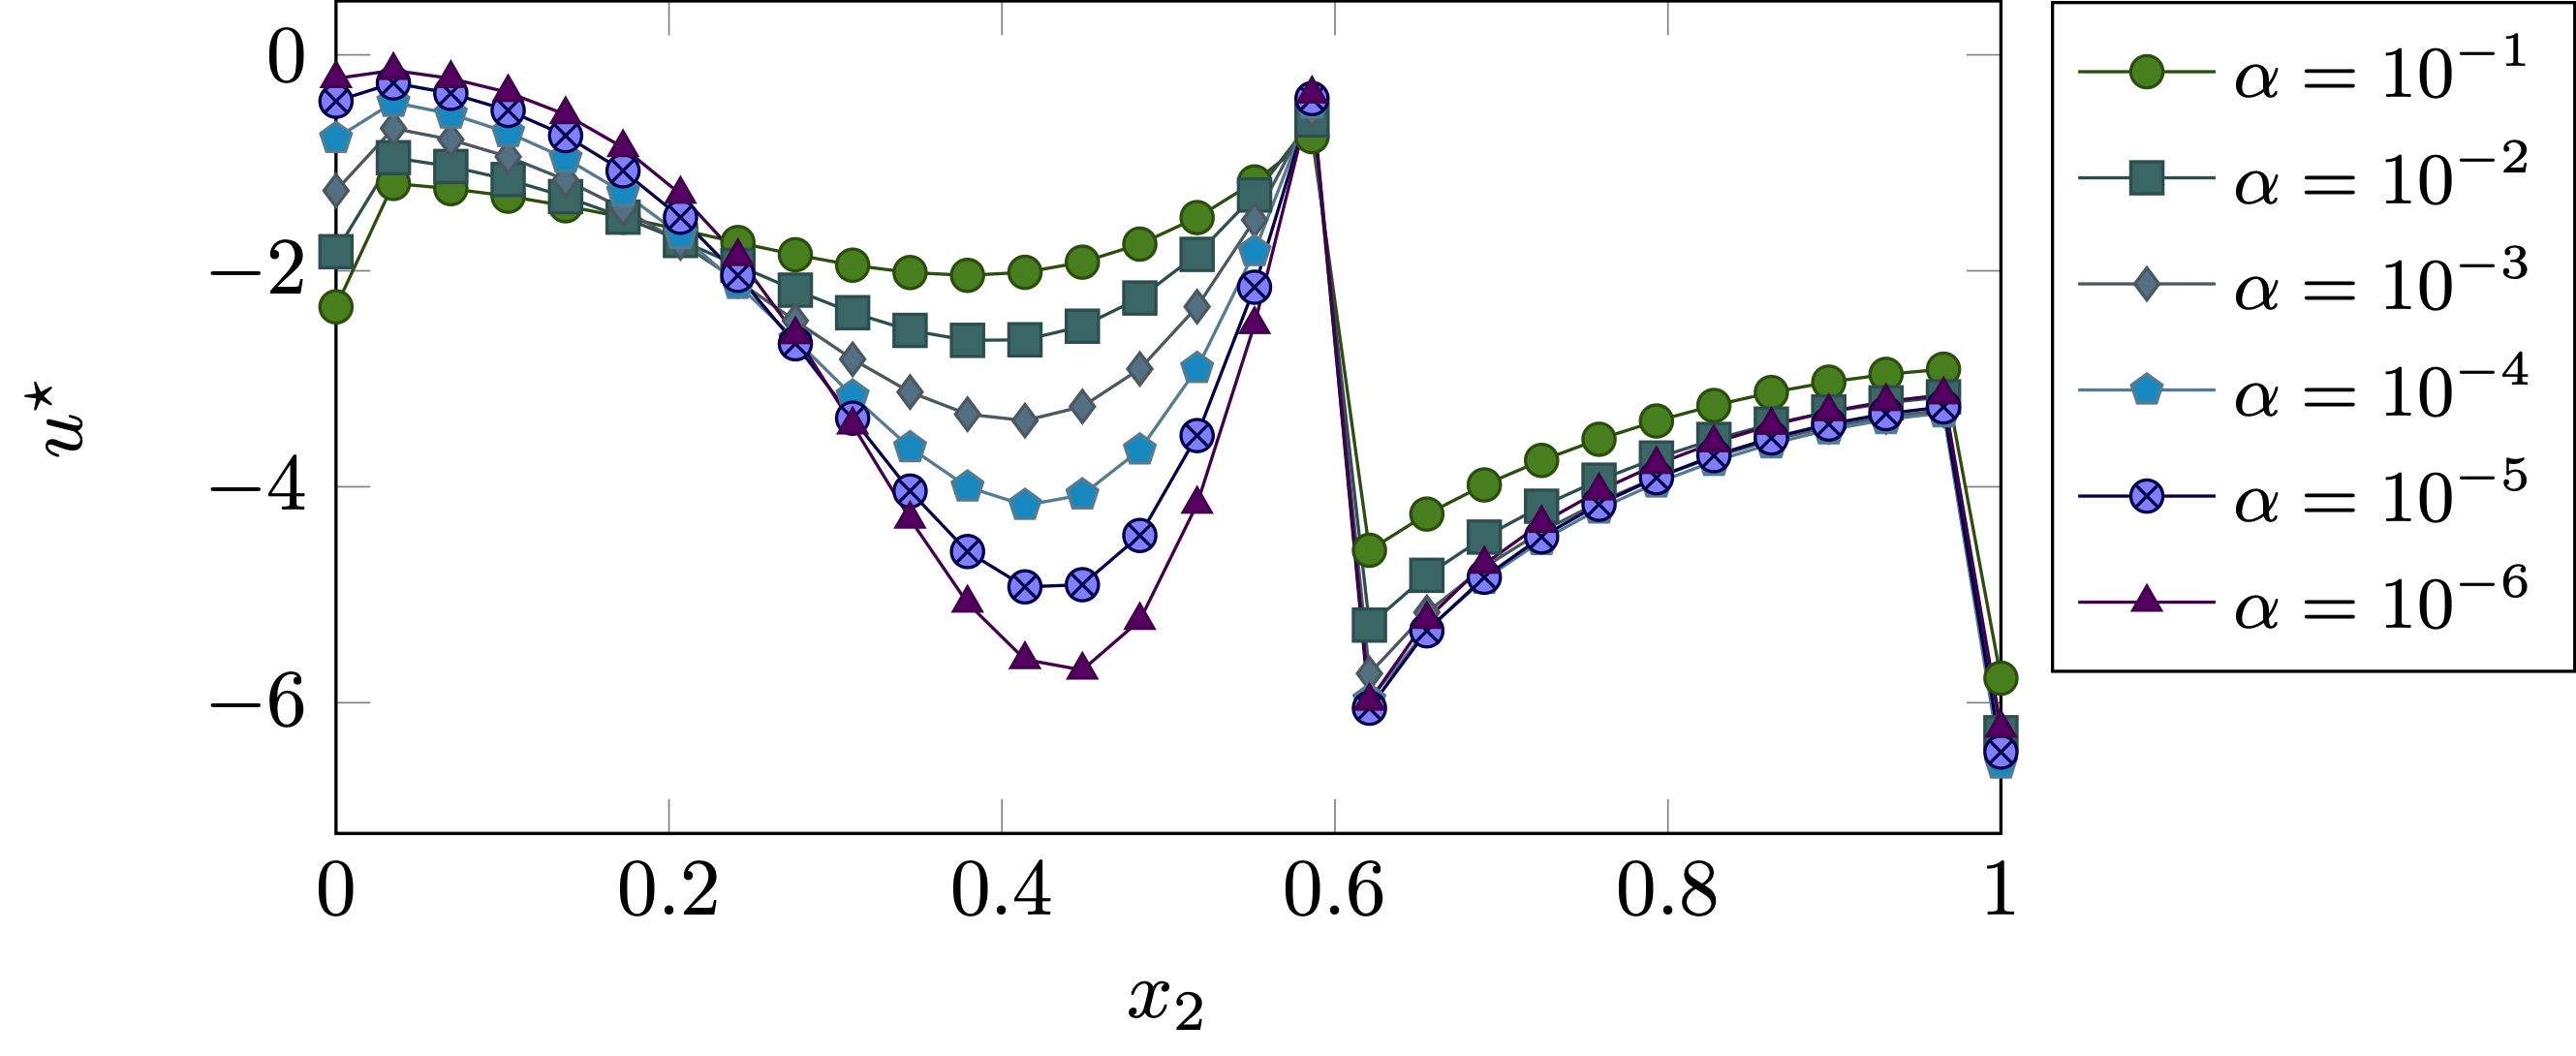 0
−2
−4
−6
u*
0 0.2 0.4 0.6 0.8 1
x₂
α = 10⁻¹
α = 10⁻²
α = 10⁻³
α = 10⁻⁴
α = 10⁻⁵
α = 10⁻⁶